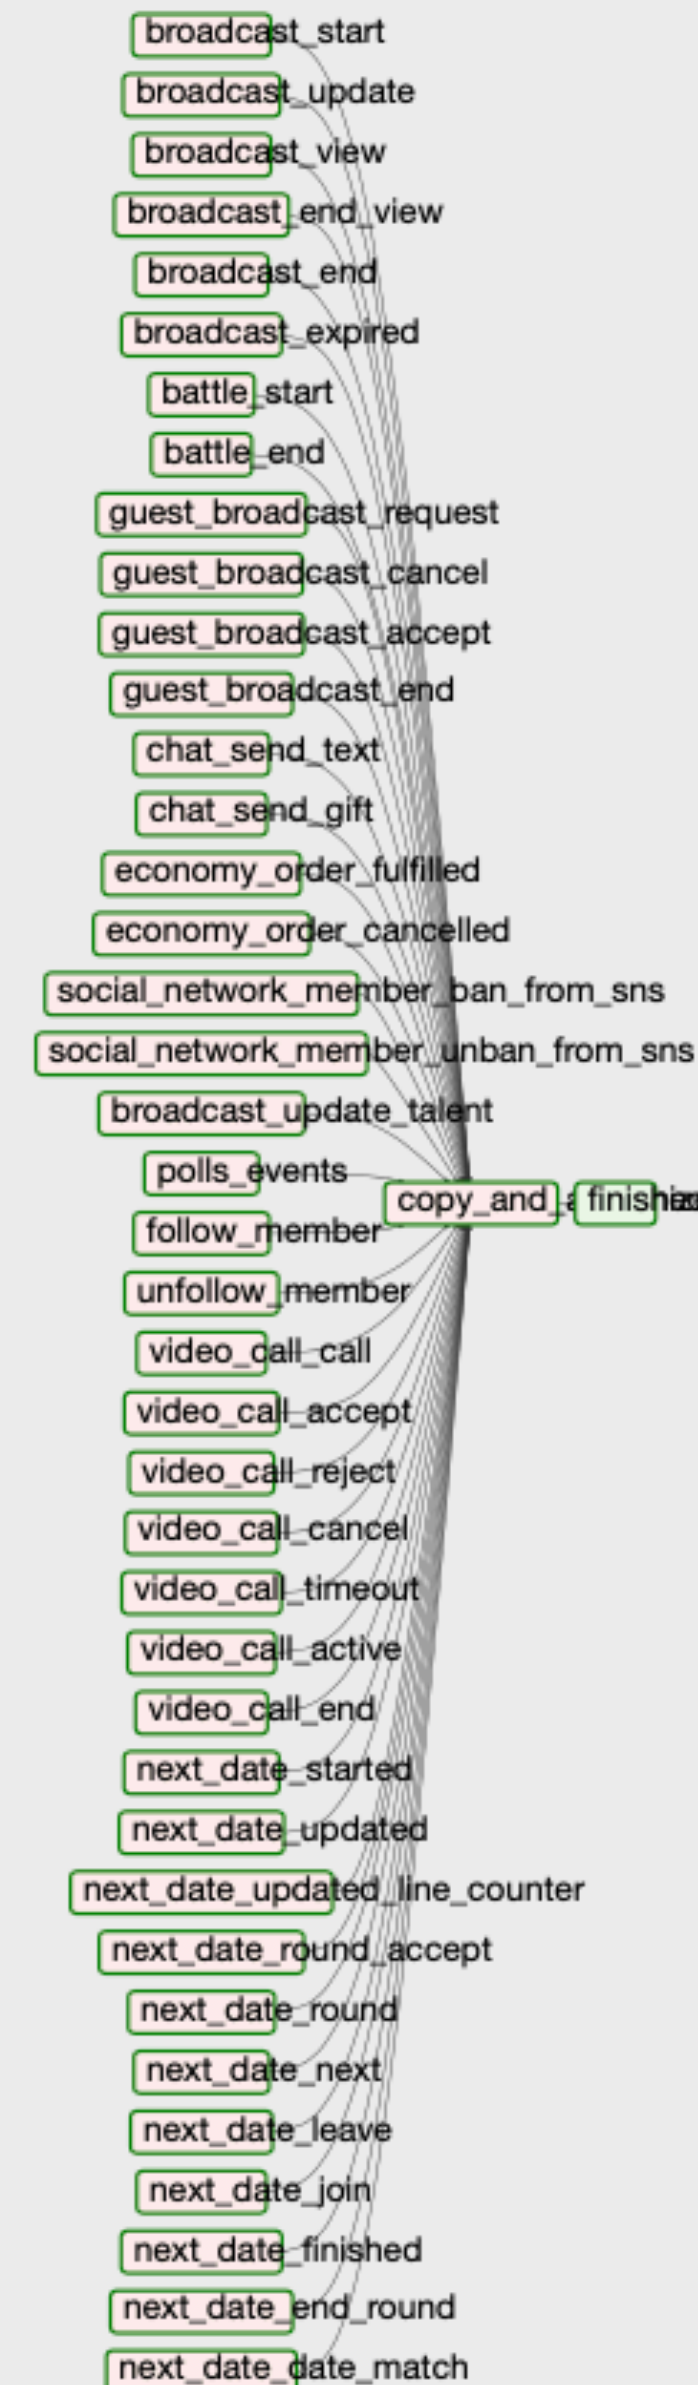 broadcast_start
broadcast_update
broadcast_view
broadcast_end_view
broadcast_end
broadcast_expired
battle_start
battle_end
guest_broadcast_request
guest_broadcast_cancel
guest_broadcast_accept
guest_broadcast_end
chat_send_text
chat_send_gift
economy_order_fulfilled
economy_order_cancelled
social_network_member_ban_from_sns
social_network_member_unban_from_sns
broadcast_update_talent
polls_events
copy_and_ finished
follow_member
unfollow_member
video_call_call
video_call_accept
video_call_reject
video_call_cancel
video_call_timeout
video_call_active
video_call_end
next_date_started
next_date_updated
next_date_updated_line_counter
next_date_round_accept
next_date_round
next_date_next
next_date_leave
next_date_join
next_date_finished
next_date_end_round
next_date_date_match